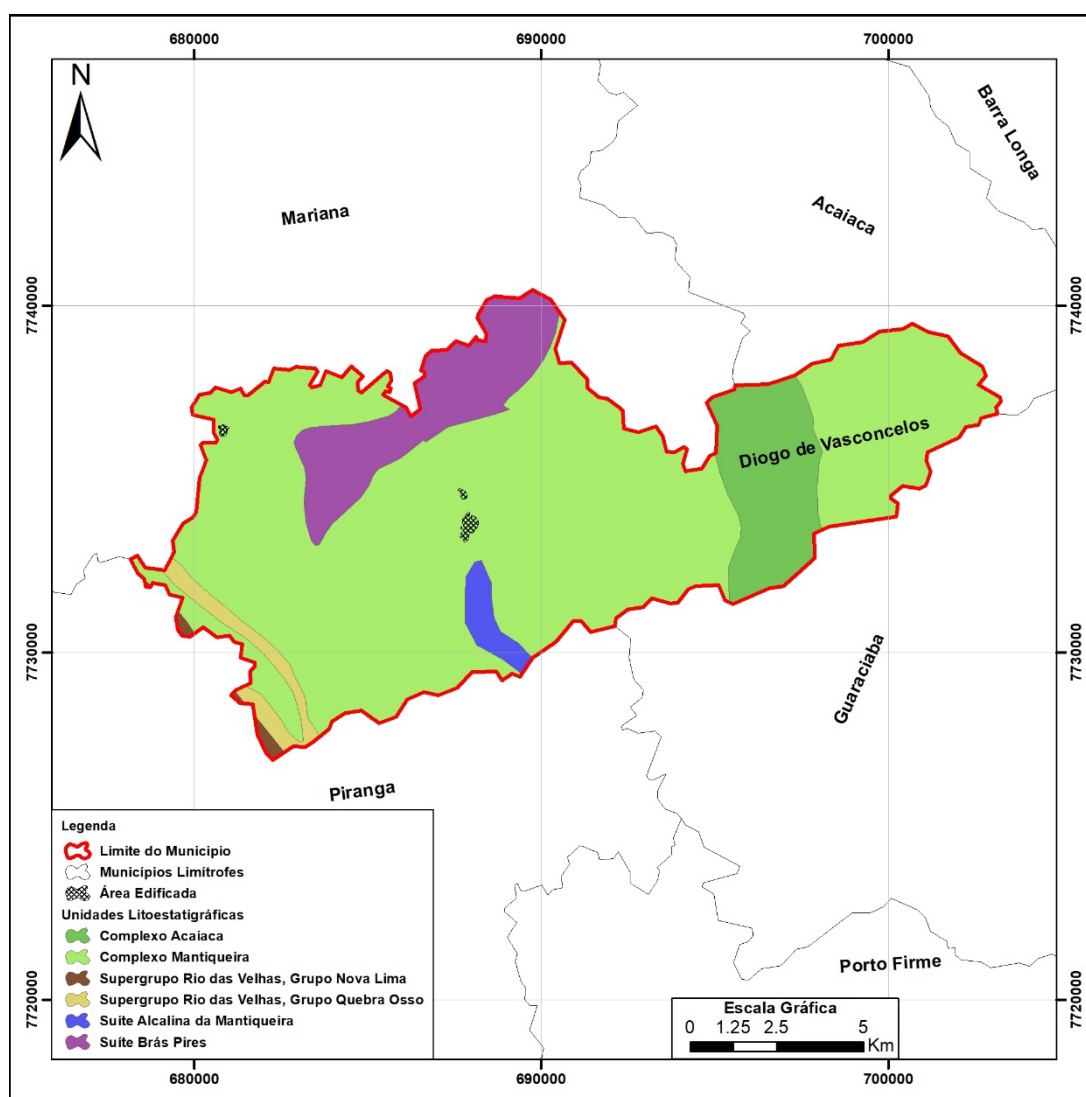 680000
690000
700000
N
Barra Longa
Mariana
Acaiaca
7740000
7740000
Diogo de Vasconcelos
7730000
7730000
Guaraciaba
Piranga
Legenda
Limite do Município
Municípios Limítrofes
Área Edificada
Unidades Litoestatigráficas
Complexo Acaiaca
Complexo Mantiqueira
Supergrupo Rio das Velhas, Grupo Nova Lima
Supergrupo Rio das Velhas, Grupo Quebra Osso
Suíte Alcalina da Mantiqueira
Suíte Brás Pires
Porto Firme
7720000
7720000
Escala Gráfica
0 1.25 2.5 5
Km
680000
690000
700000